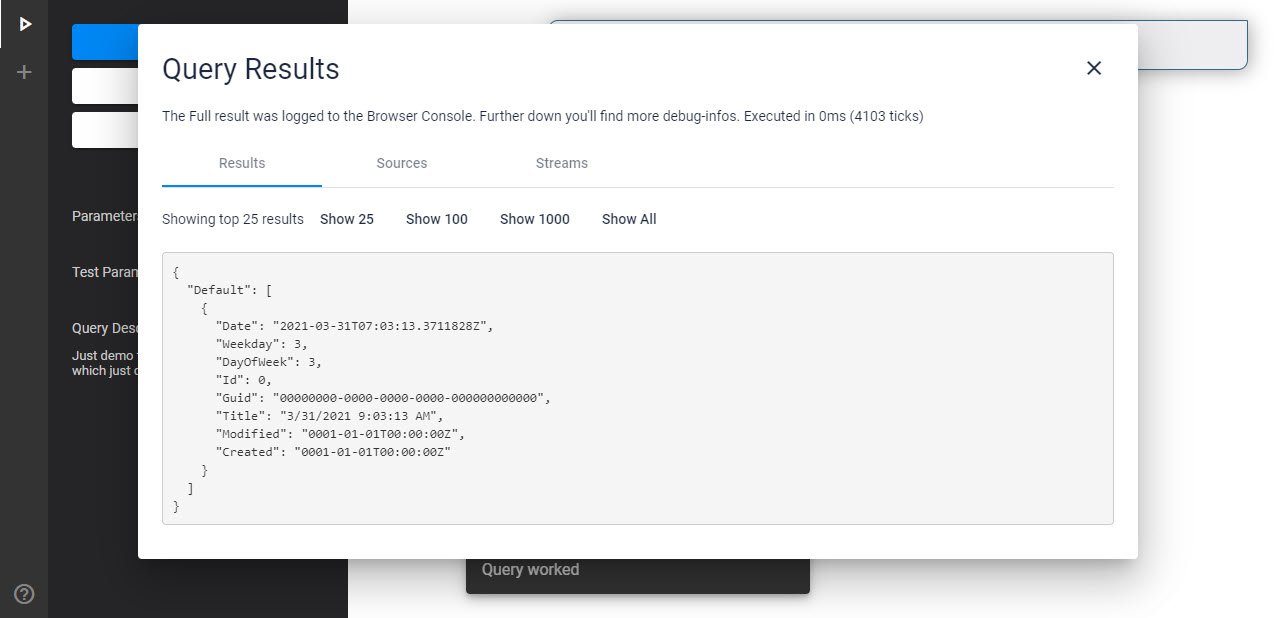 Query Results
The Full result was logged to the Browser Console. Further down you'll find more debug-infos. Executed in 0ms (4103 ticks)
Results Sources Streams
Showing top 25 results Show 25 Show 100 Show 1000 Show All
{
"Default": [
{
"Date": "2021-03-31T07:03:13.3711828Z",
"Weekday": 3,
"DayOfWeek": 3,
"Id": 0,
"Guid": "00000000-0000-0000-0000-000000000000",
"Title": "3/31/2021 9:03:13 AM",
"Modified": "0001-01-01T00:00:00Z",
"Created": "0001-01-01T00:00:00Z"
}
]
}
Parameter
Test Param
Query Desc
Just demo
which just
Query worked